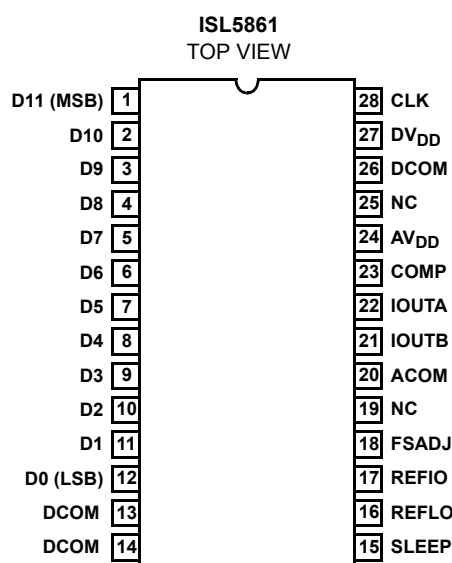 ISL5861
TOP VIEW
D11 (MSB) 1 28 CLK
D10 2 27 DVDD
D9 3 26 DCOM
D8 4 25 NC
D7 5 24 AVDD
D6 6 23 COMP
D5 7 22 IOUTA
D4 8 21 IOUTB
D3 9 20 ACOM
D2 10 19 NC
D1 11 18 FSADJ
D0 (LSB) 12 17 REFIO
DCOM 13 16 REFLO
DCOM 14 15 SLEEP